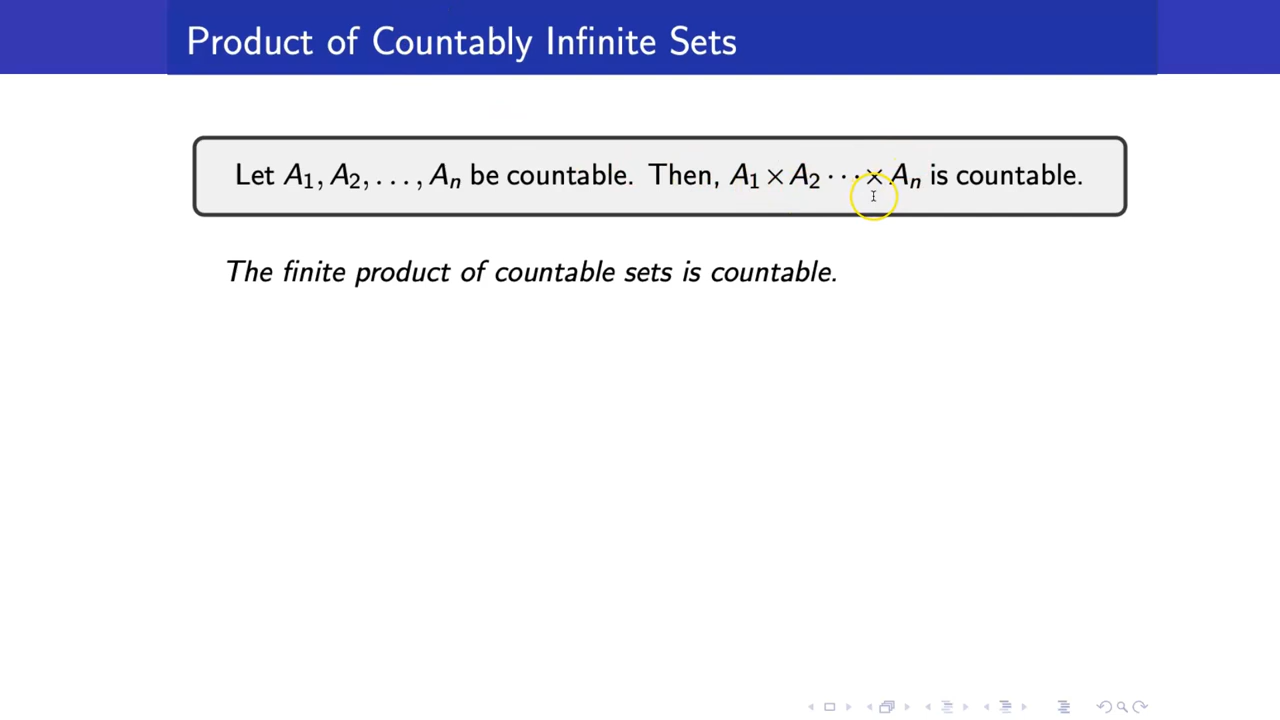 Product of Countably Infinite Sets
Let A₁, A₂, . . . , Aₙ be countable. Then, A₁ × A₂ · · · × Aₙ is countable.
The finite product of countable sets is countable.